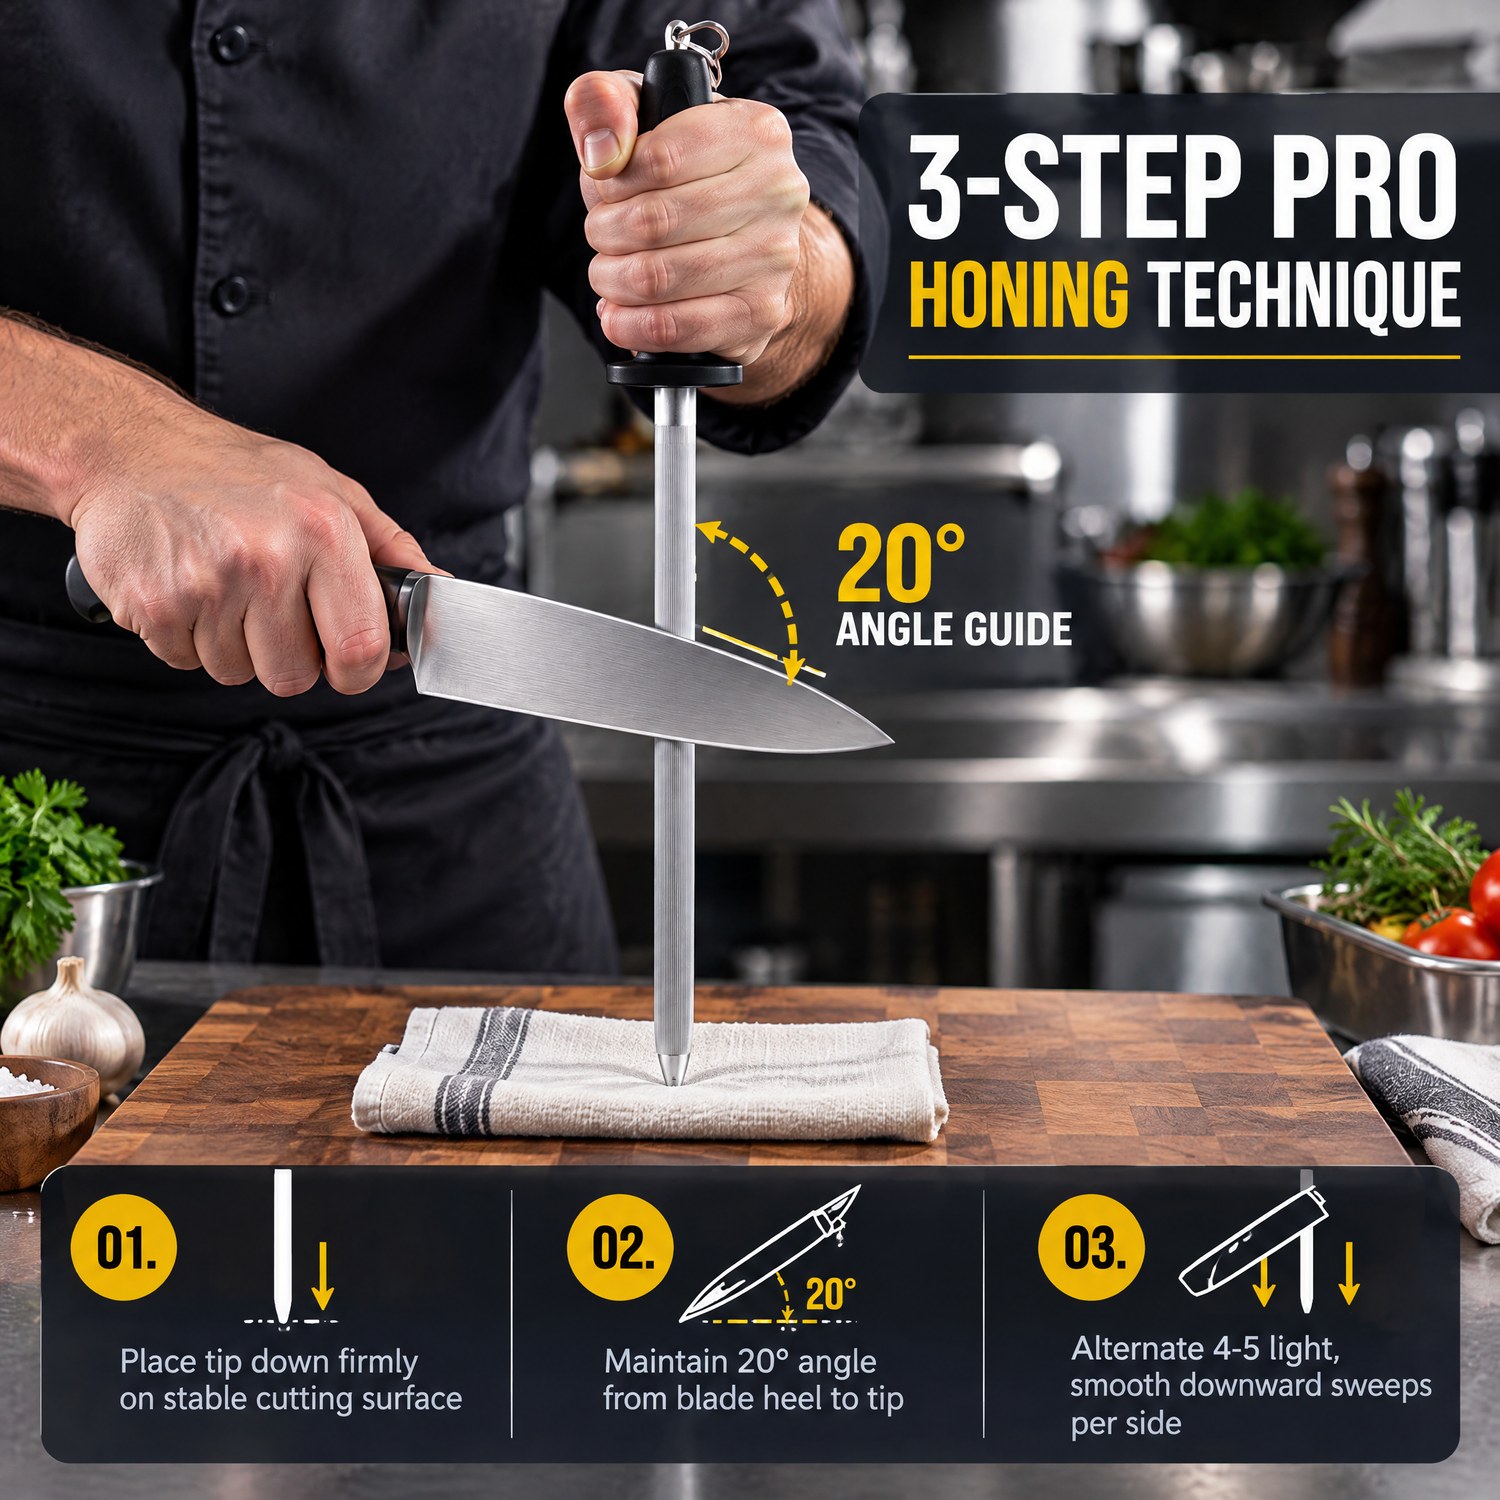 3-STEP PRO
HONING TECHNIQUE
20°
ANGLE GUIDE
01.
Place tip down firmly
on stable cutting surface
02.
20°
Maintain 20° angle
from blade heel to tip
03.
Alternate 4-5 light,
smooth downward sweeps
per side